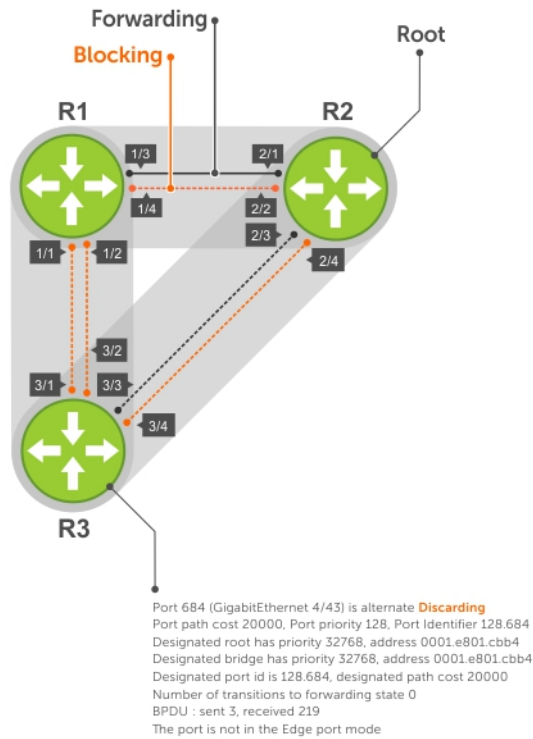 Forwarding
Blocking
Root
R1
R2
1/3
2/1
1/4
2/2
2/3
1/1
1/2
2/4
3/2
3/1
3/3
3/4
R3
Port 684 (GigabitEthernet 4/43) is alternate Discarding
Port path cost 20000, Port priority 128, Port Identifier 128.684
Designated root has priority 32768, address 0001.e801.cbb4
Designated bridge has priority 32768, address 0001.e801.cbb4
Designated port id is 128.684, designated path cost 20000
Number of transitions to forwarding state 0
BPDU : sent 3, received 219
The port is not in the Edge port mode